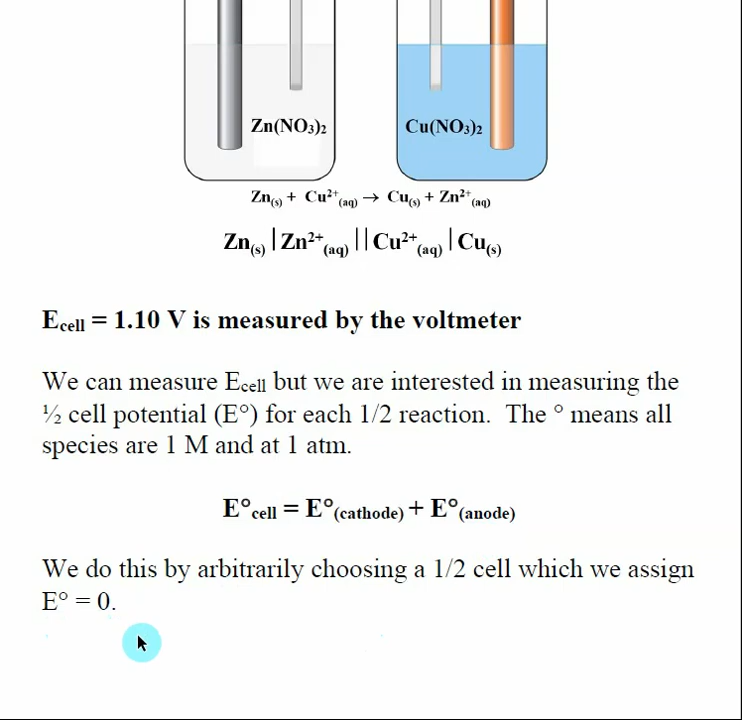 Zn(NO₃)₂ Cu(NO₃)₂
Zn₍s₎ + Cu²⁺(aq) → Cu₍s₎ + Zn²⁺(aq)
Zn(s) | Zn²⁺(aq) || Cu²⁺(aq) | Cu(s)
Ecell = 1.10 V is measured by the voltmeter
We can measure Ecell but we are interested in measuring the
½ cell potential (E°) for each 1/2 reaction. The ° means all
species are 1 M and at 1 atm.
E°cell = E°(cathode) + E°(anode)
We do this by arbitrarily choosing a 1/2 cell which we assign
E° = 0.